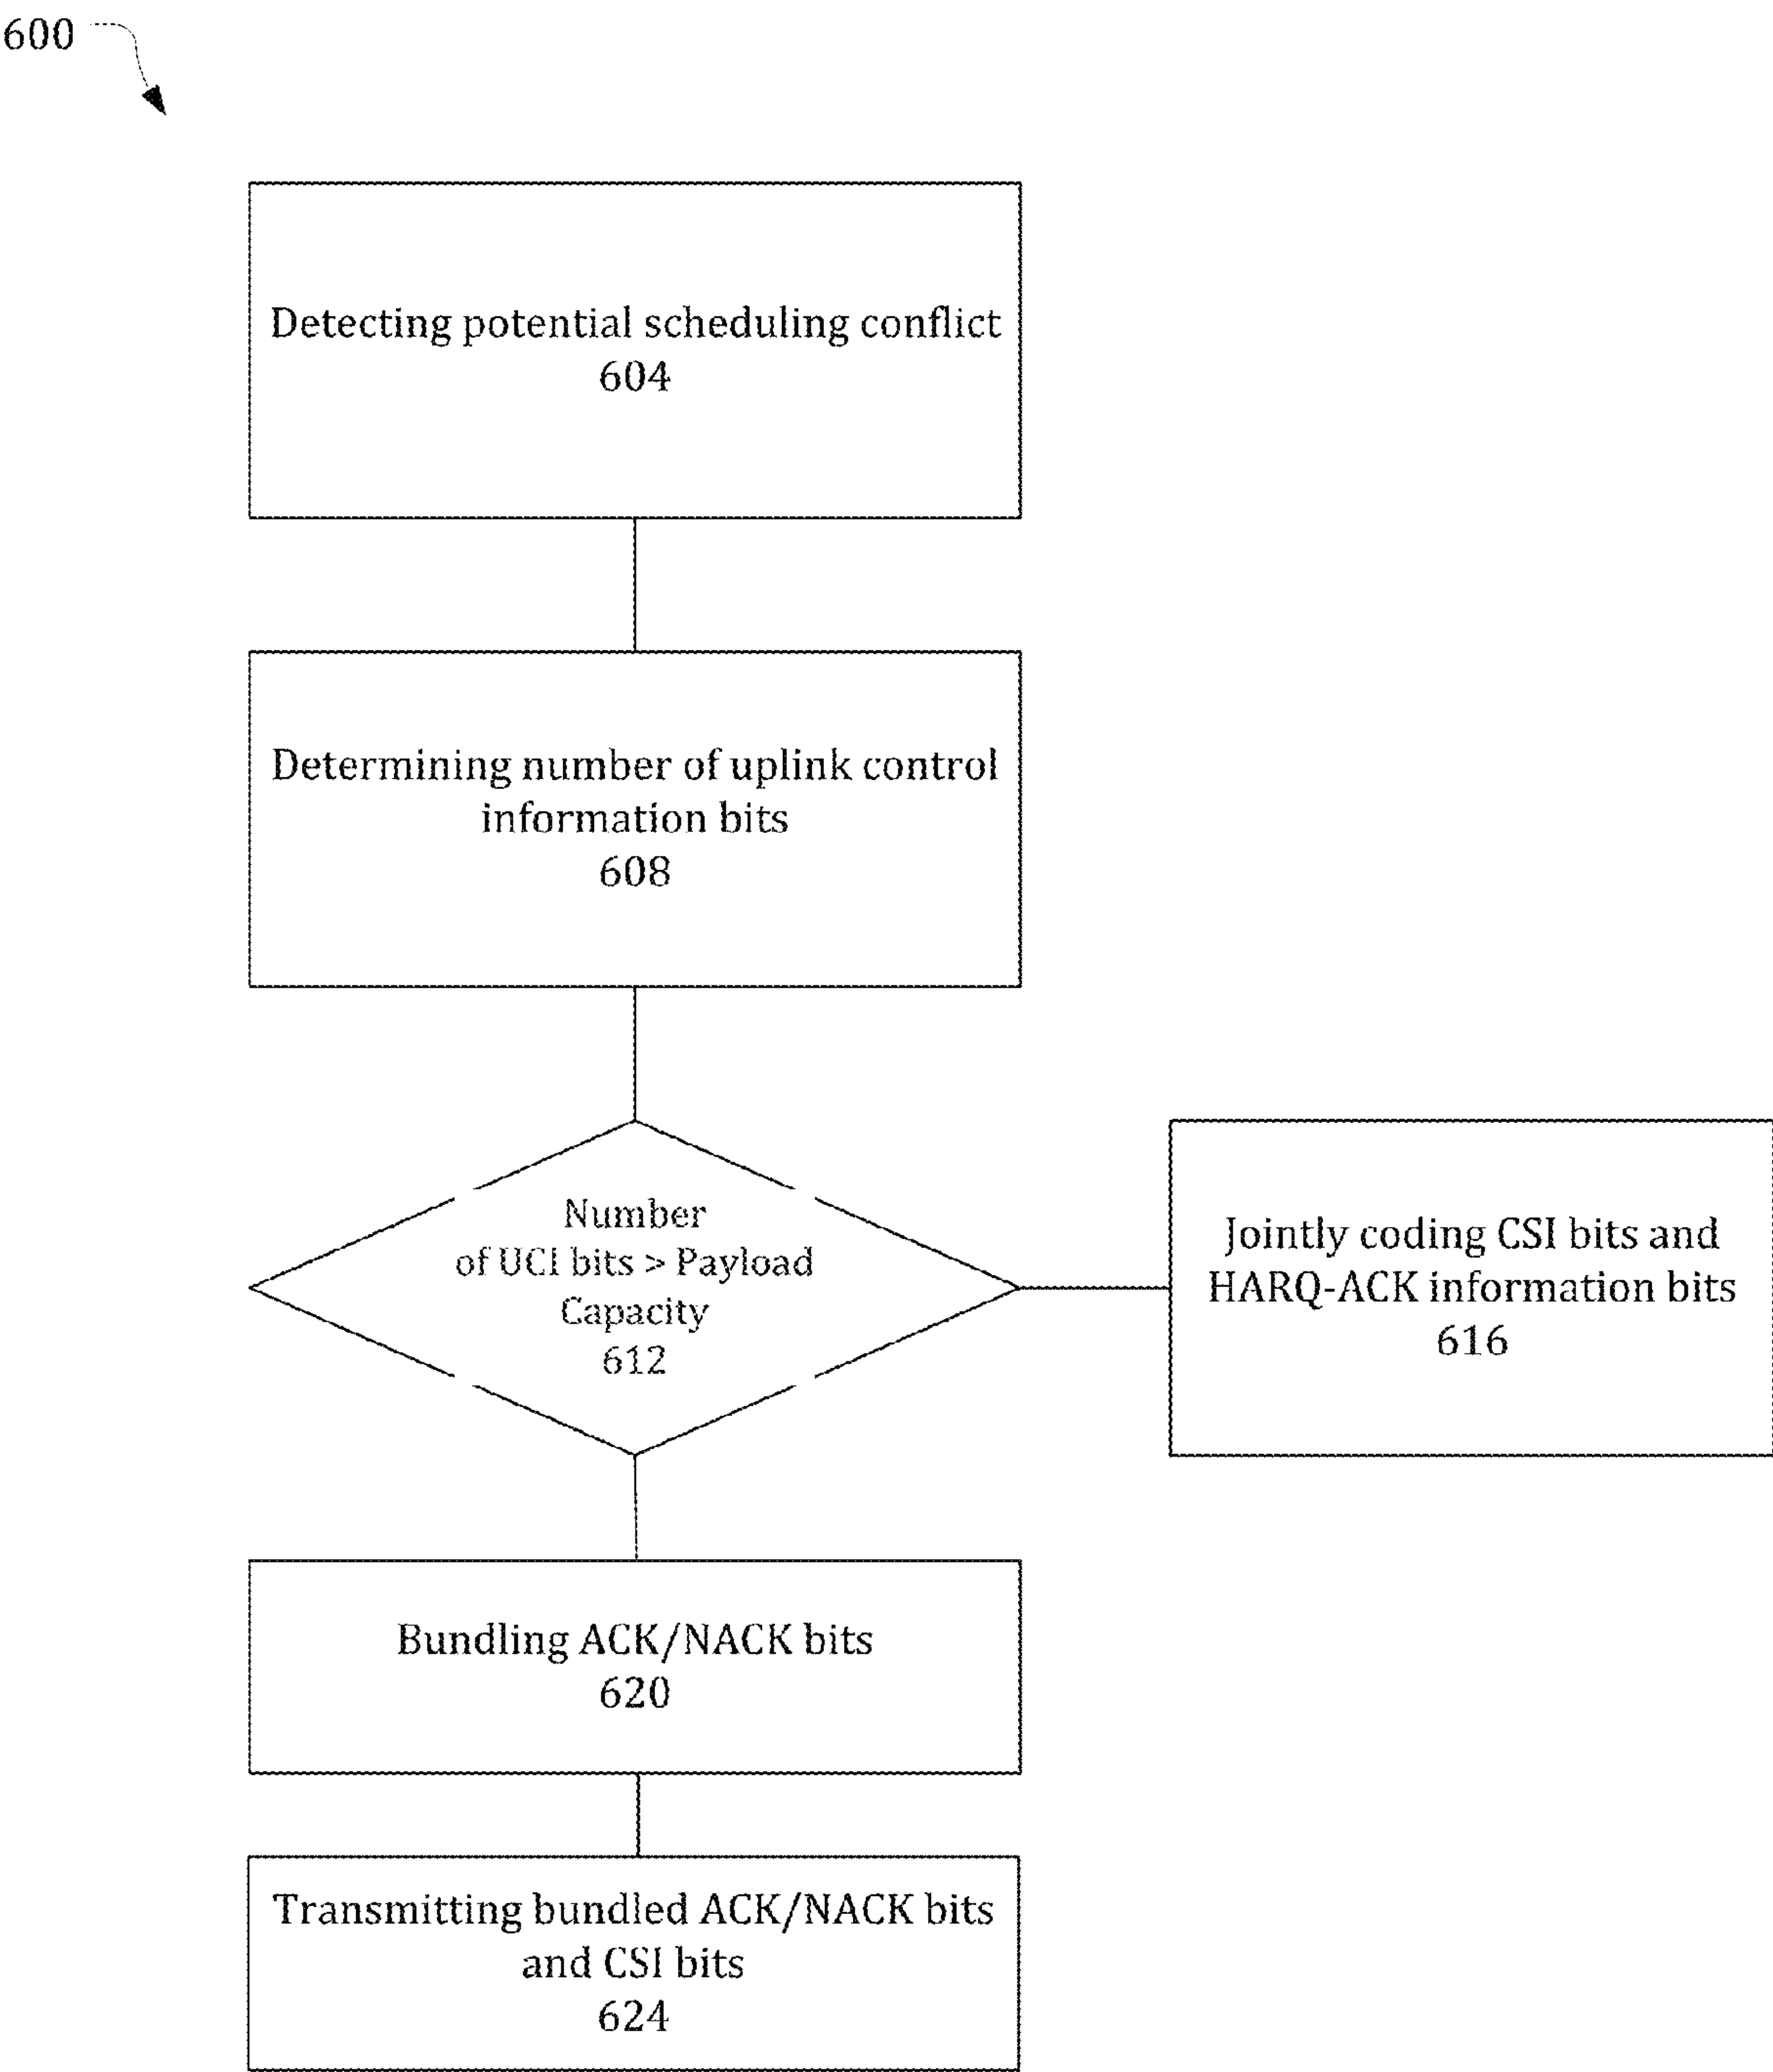 600
Detecting potential scheduling conflict
604
Determining number of uplink control
information bits
608
Number
of UCI bits > Payload
Capacity
612
Jointly coding CSI bits and
HARQ-ACK information bits
616
Bundling ACK/NACK bits
620
Transmitting bundled ACK/NACK bits
and CSI bits
624